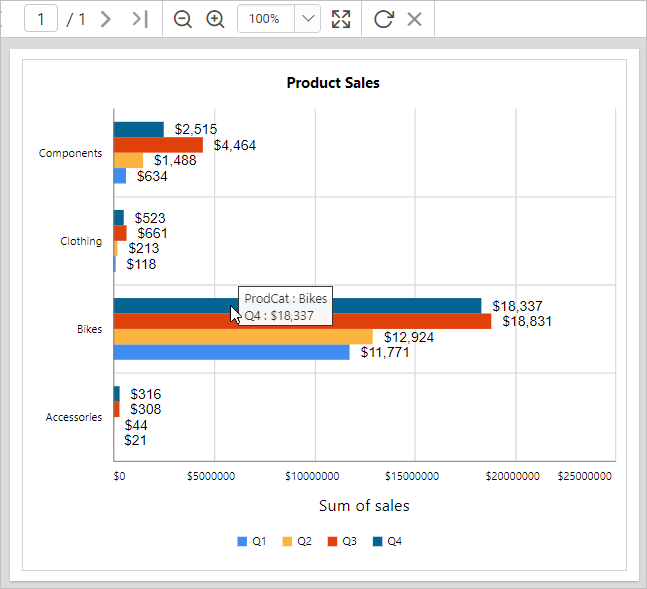 1 / 1 100%
Product Sales
Components
$2,515
$4,464
$1,488
$634
Clothing
$523
$661
$213
$118
Bikes
ProdCat : Bikes
Q4 : $18,337
$18,337
$18,831
$12,924
$11,771
Accessories
$316
$308
$44
$21
$0 $5000000 $10000000 $15000000 $20000000 $25000000
Sum of sales
Q1 Q2 Q3 Q4